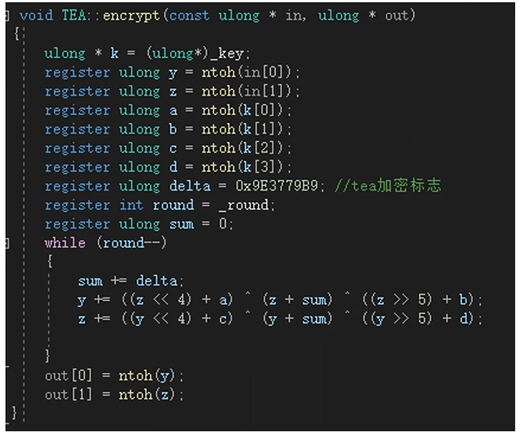 void TEA::encrypt(const ulong * in, ulong * out)
{
ulong * k = (ulong*)_key;
register ulong y = ntoh(in[0]);
register ulong z = ntoh(in[1]);
register ulong a = ntoh(k[0]);
register ulong b = ntoh(k[1]);
register ulong c = ntoh(k[2]);
register ulong d = ntoh(k[3]);
register ulong delta = 0x9E3779B9; //tea加密标志
register int round = _round;
register ulong sum = 0;
while (round--)
{
sum += delta;
y += ((z << 4) + a) ^ (z + sum) ^ ((z >> 5) + b);
z += ((y << 4) + c) ^ (y + sum) ^ ((y >> 5) + d);
}
out[0] = ntoh(y);
out[1] = ntoh(z);
}